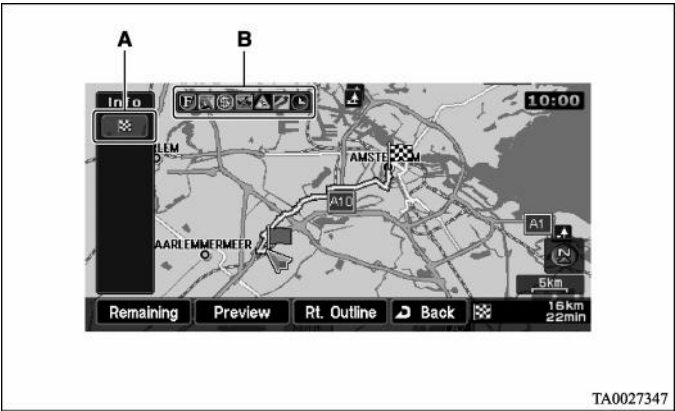 A
B
Info
F
$
10:00
LEM
AMSTE M
A10
A1
AARLEMMERMEER
Z
5km
Remaining
Preview
Rt. Outline
Back
16km
22min
TA0027347